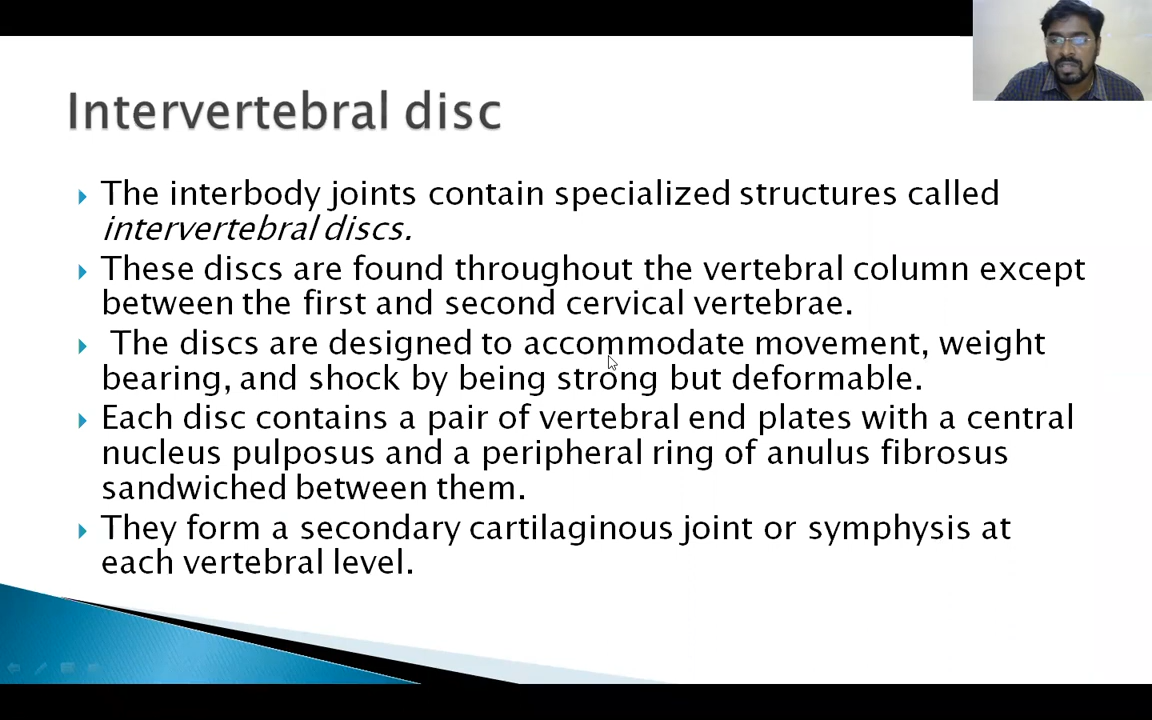 Intervertebral disc
The interbody joints contain specialized structures called
intervertebral discs.
These discs are found throughout the vertebral column except
between the first and second cervical vertebrae.
The discs are designed to accommodate movement, weight
bearing, and shock by being strong but deformable.
Each disc contains a pair of vertebral end plates with a central
nucleus pulposus and a peripheral ring of anulus fibrosus
sandwiched between them.
They form a secondary cartilaginous joint or symphysis at
each vertebral level.